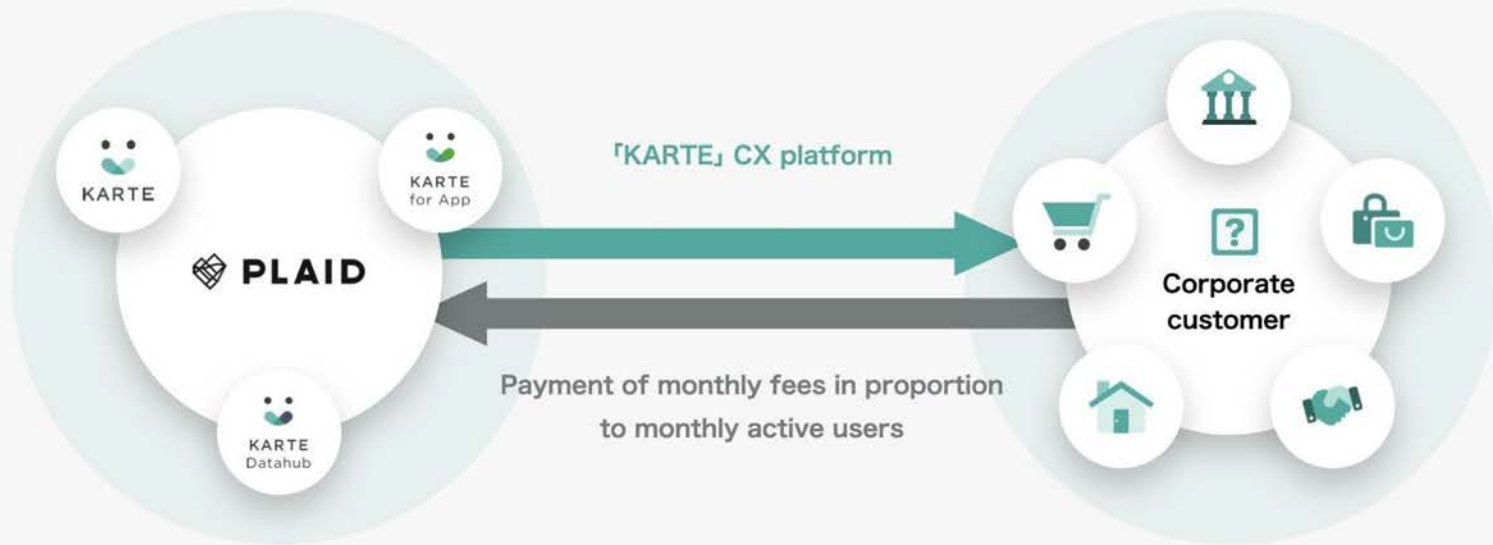 KARTE
KARTE
for App
PLAID
KARTE
Datahub
「KARTE」 CX platform
Payment of monthly fees in proportion
to monthly active users
?
Corporate
customer